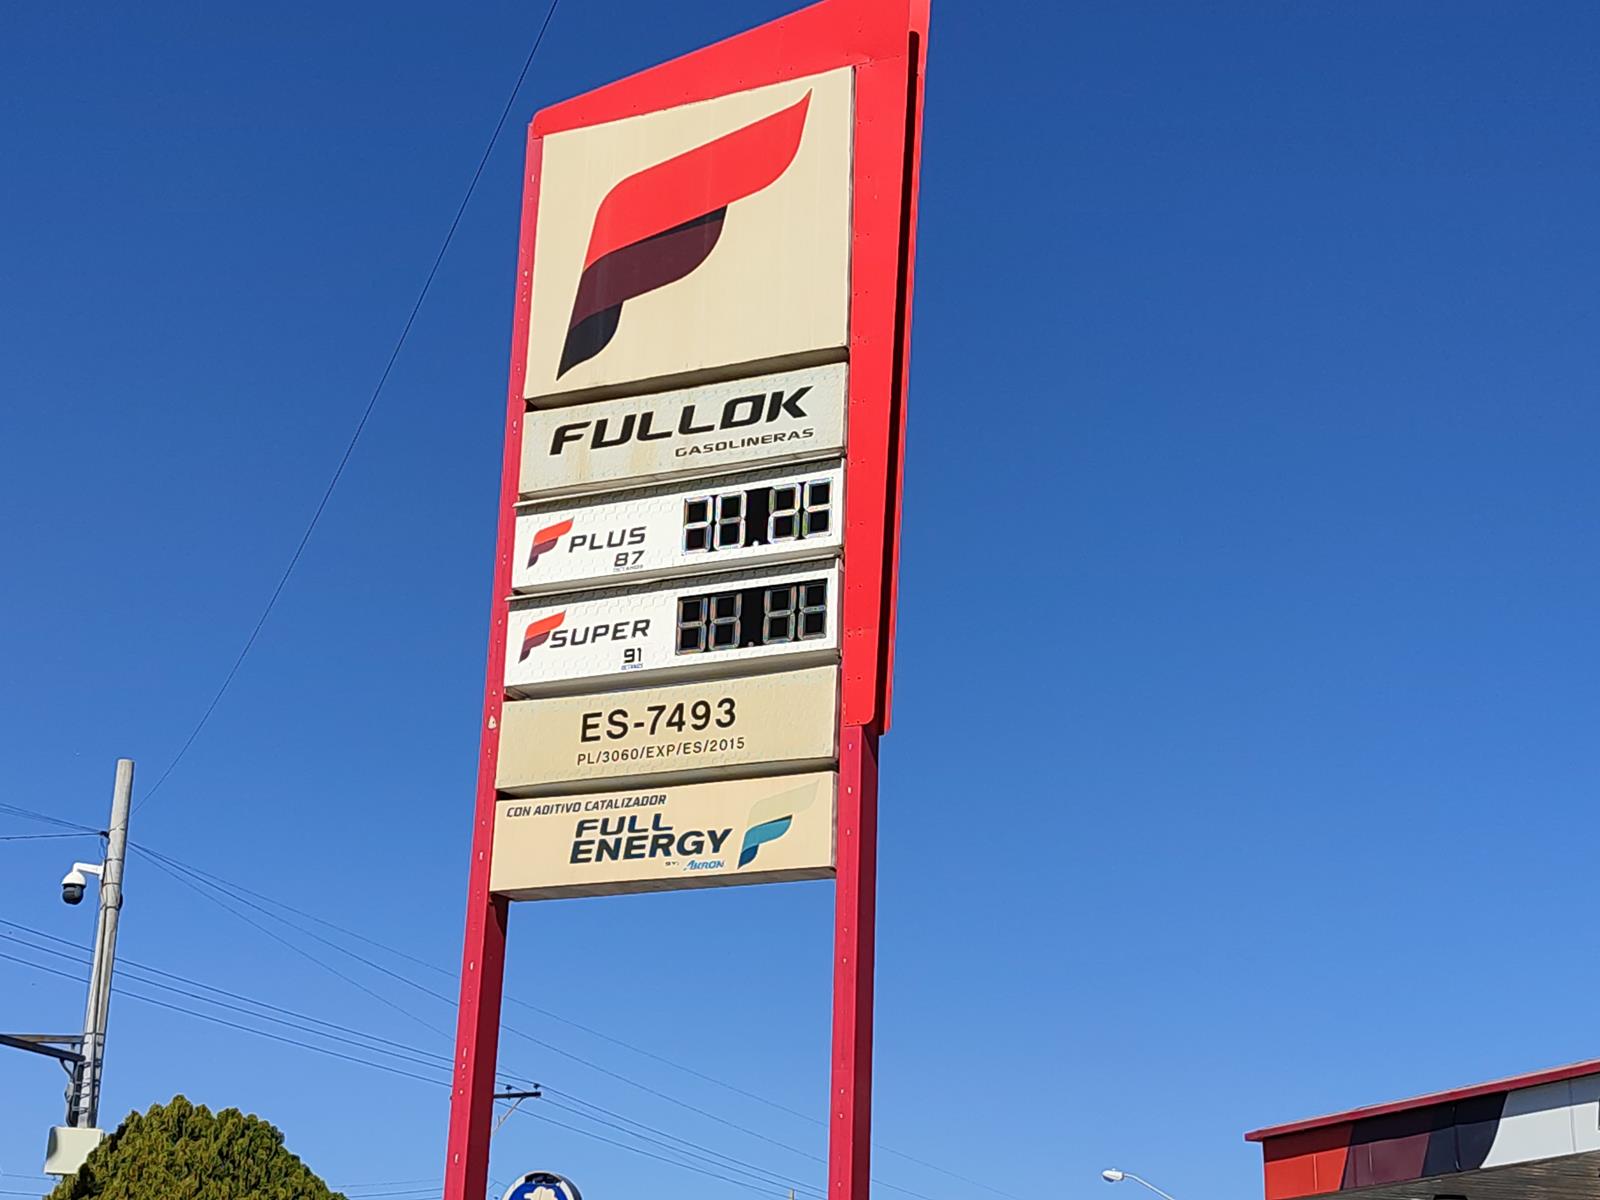 FULLOK
GASOLINERAS
PLUS
87
SUPER
91
ES-7493
PL/3060/EXP/ES/2015
CON ADITIVO CATALIZADOR
FULL
ENERGY
BY: AKRON